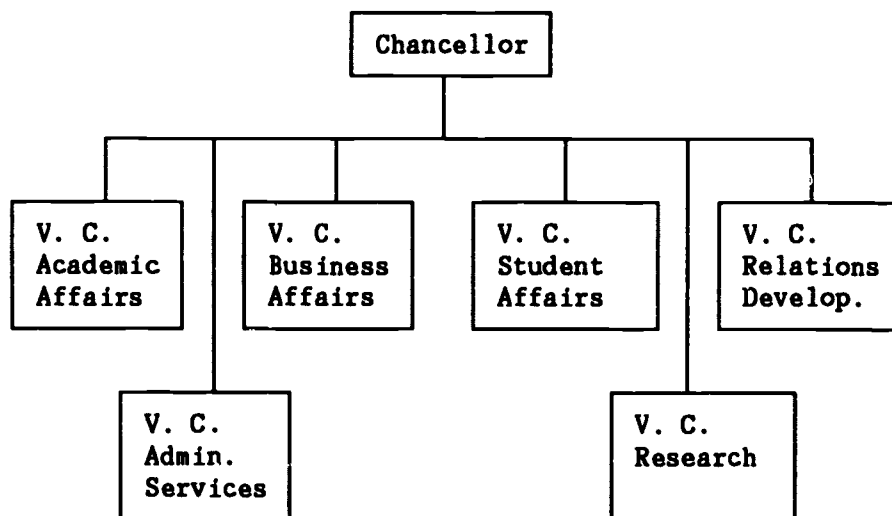 Chancellor
V. C.
Academic
Affairs
V. C.
Business
Affairs
V. C.
Student
Affairs
V. C.
Relations
Develop.
V. C.
Admin.
Services
V. C.
Research